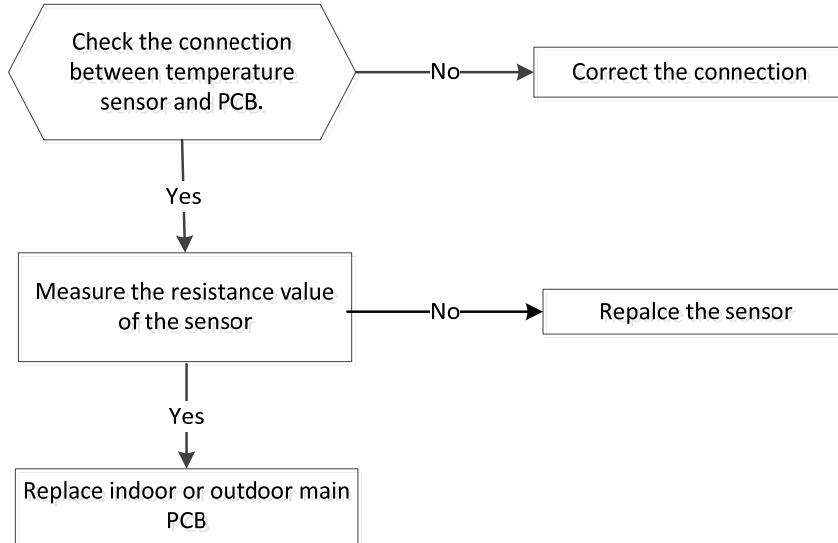 Check the connection
between temperature
sensor and PCB.
No
Correct the connection
Yes
Measure the resistance value
of the sensor
No
Repalce the sensor
Yes
Replace indoor or outdoor main
PCB